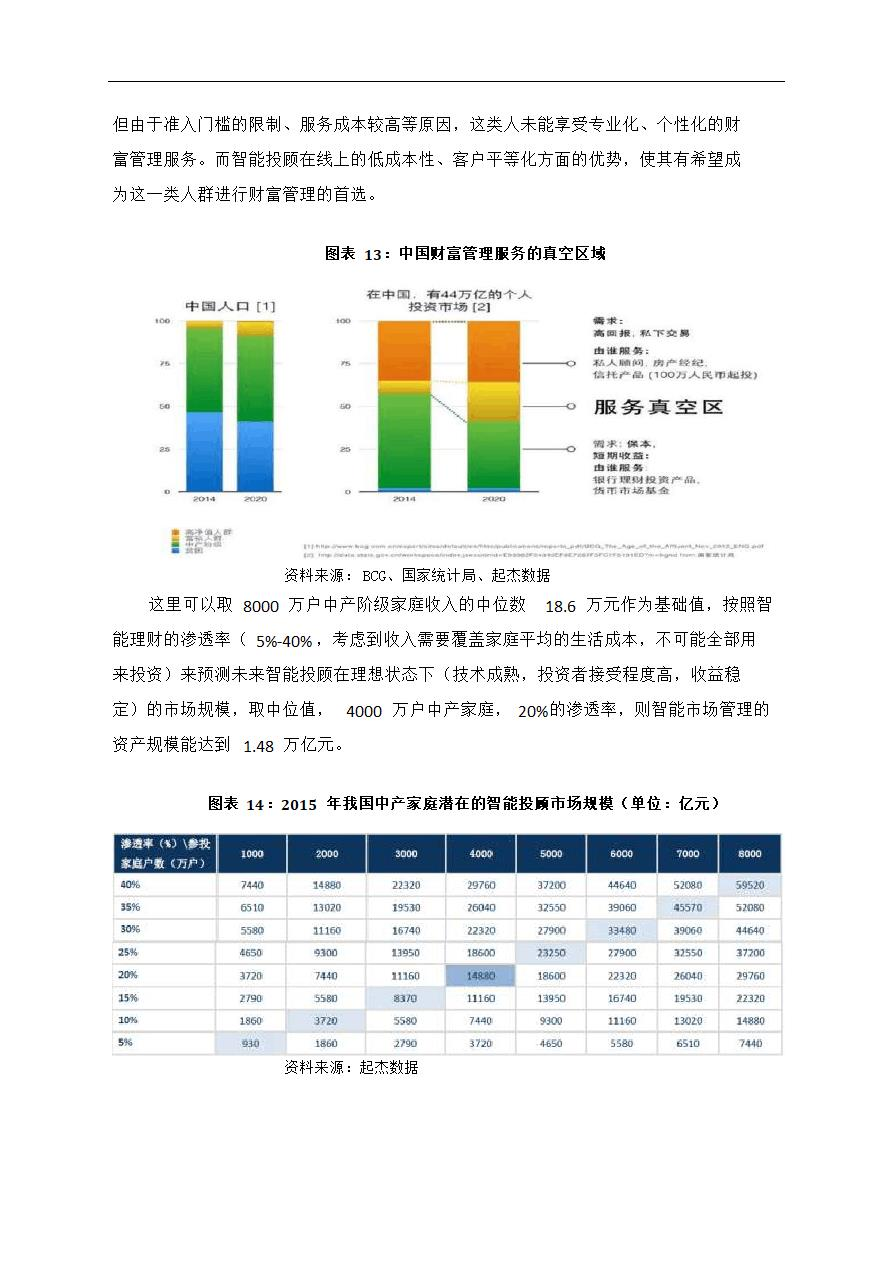 但由于准入门槛的限制、服务成本较高等原因，这类人未能享受专业化、个性化的财
富管理服务。而智能投顾在线上的低成本性、客户平等化方面的优势，使其有希望成
为这一类人群进行财富管理的首选。
图表 13：中国财富管理服务的真空区域
中国人口 [1]
100
75
50
25
0
2014 2020
在中国，有44万亿的个人
投资市场 [2]
100
75
50
25
0
2014 2020
需求：
高回报，私下交易
由谁服务：
私人顾问，房产经纪，
信托产品 (100万人民币起投)
服务真空区
需求：保本，
短期收益；
由谁服务
银行理财投资产品，
货币市场基金
高净值人群
富裕人群
中产阶级
贫困
资料来源：BCG、国家统计局、起杰数据
这里可以取 8000 万户中产阶级家庭收入的中位数 18.6 万元作为基础值，按照智
能理财的渗透率（ 5%-40% ，考虑到收入需要覆盖家庭平均的生活成本，不可能全部用
来投资）来预测未来智能投顾在理想状态下（技术成熟，投资者接受程度高，收益稳
定）的市场规模，取中位值， 4000 万户中产家庭， 20%的渗透率，则智能市场管理的
资产规模能达到 1.48 万亿元。
图表 14：2015 年我国中产家庭潜在的智能投顾市场规模（单位：亿元）
渗透率（%）\参投
家庭户数（万户） 1000 2000 3000 4000 5000 6000 7000 8000
40% 7440 14880 22320 29760 37200 44640 52080 59520
35% 6510 13020 19530 26040 32550 39060 45570 52080
30% 5580 11160 16740 22320 27900 33480 39060 44640
25% 4650 9300 13950 18600 23250 27900 32550 37200
20% 3720 7440 11160 14880 18600 22320 26040 29760
15% 2790 5580 8370 11160 13950 16740 19530 22320
10% 1860 3720 5580 7440 9300 11160 13020 14880
5% 930 1860 2790 3720 4650 5580 6510 7440
资料来源：起杰数据